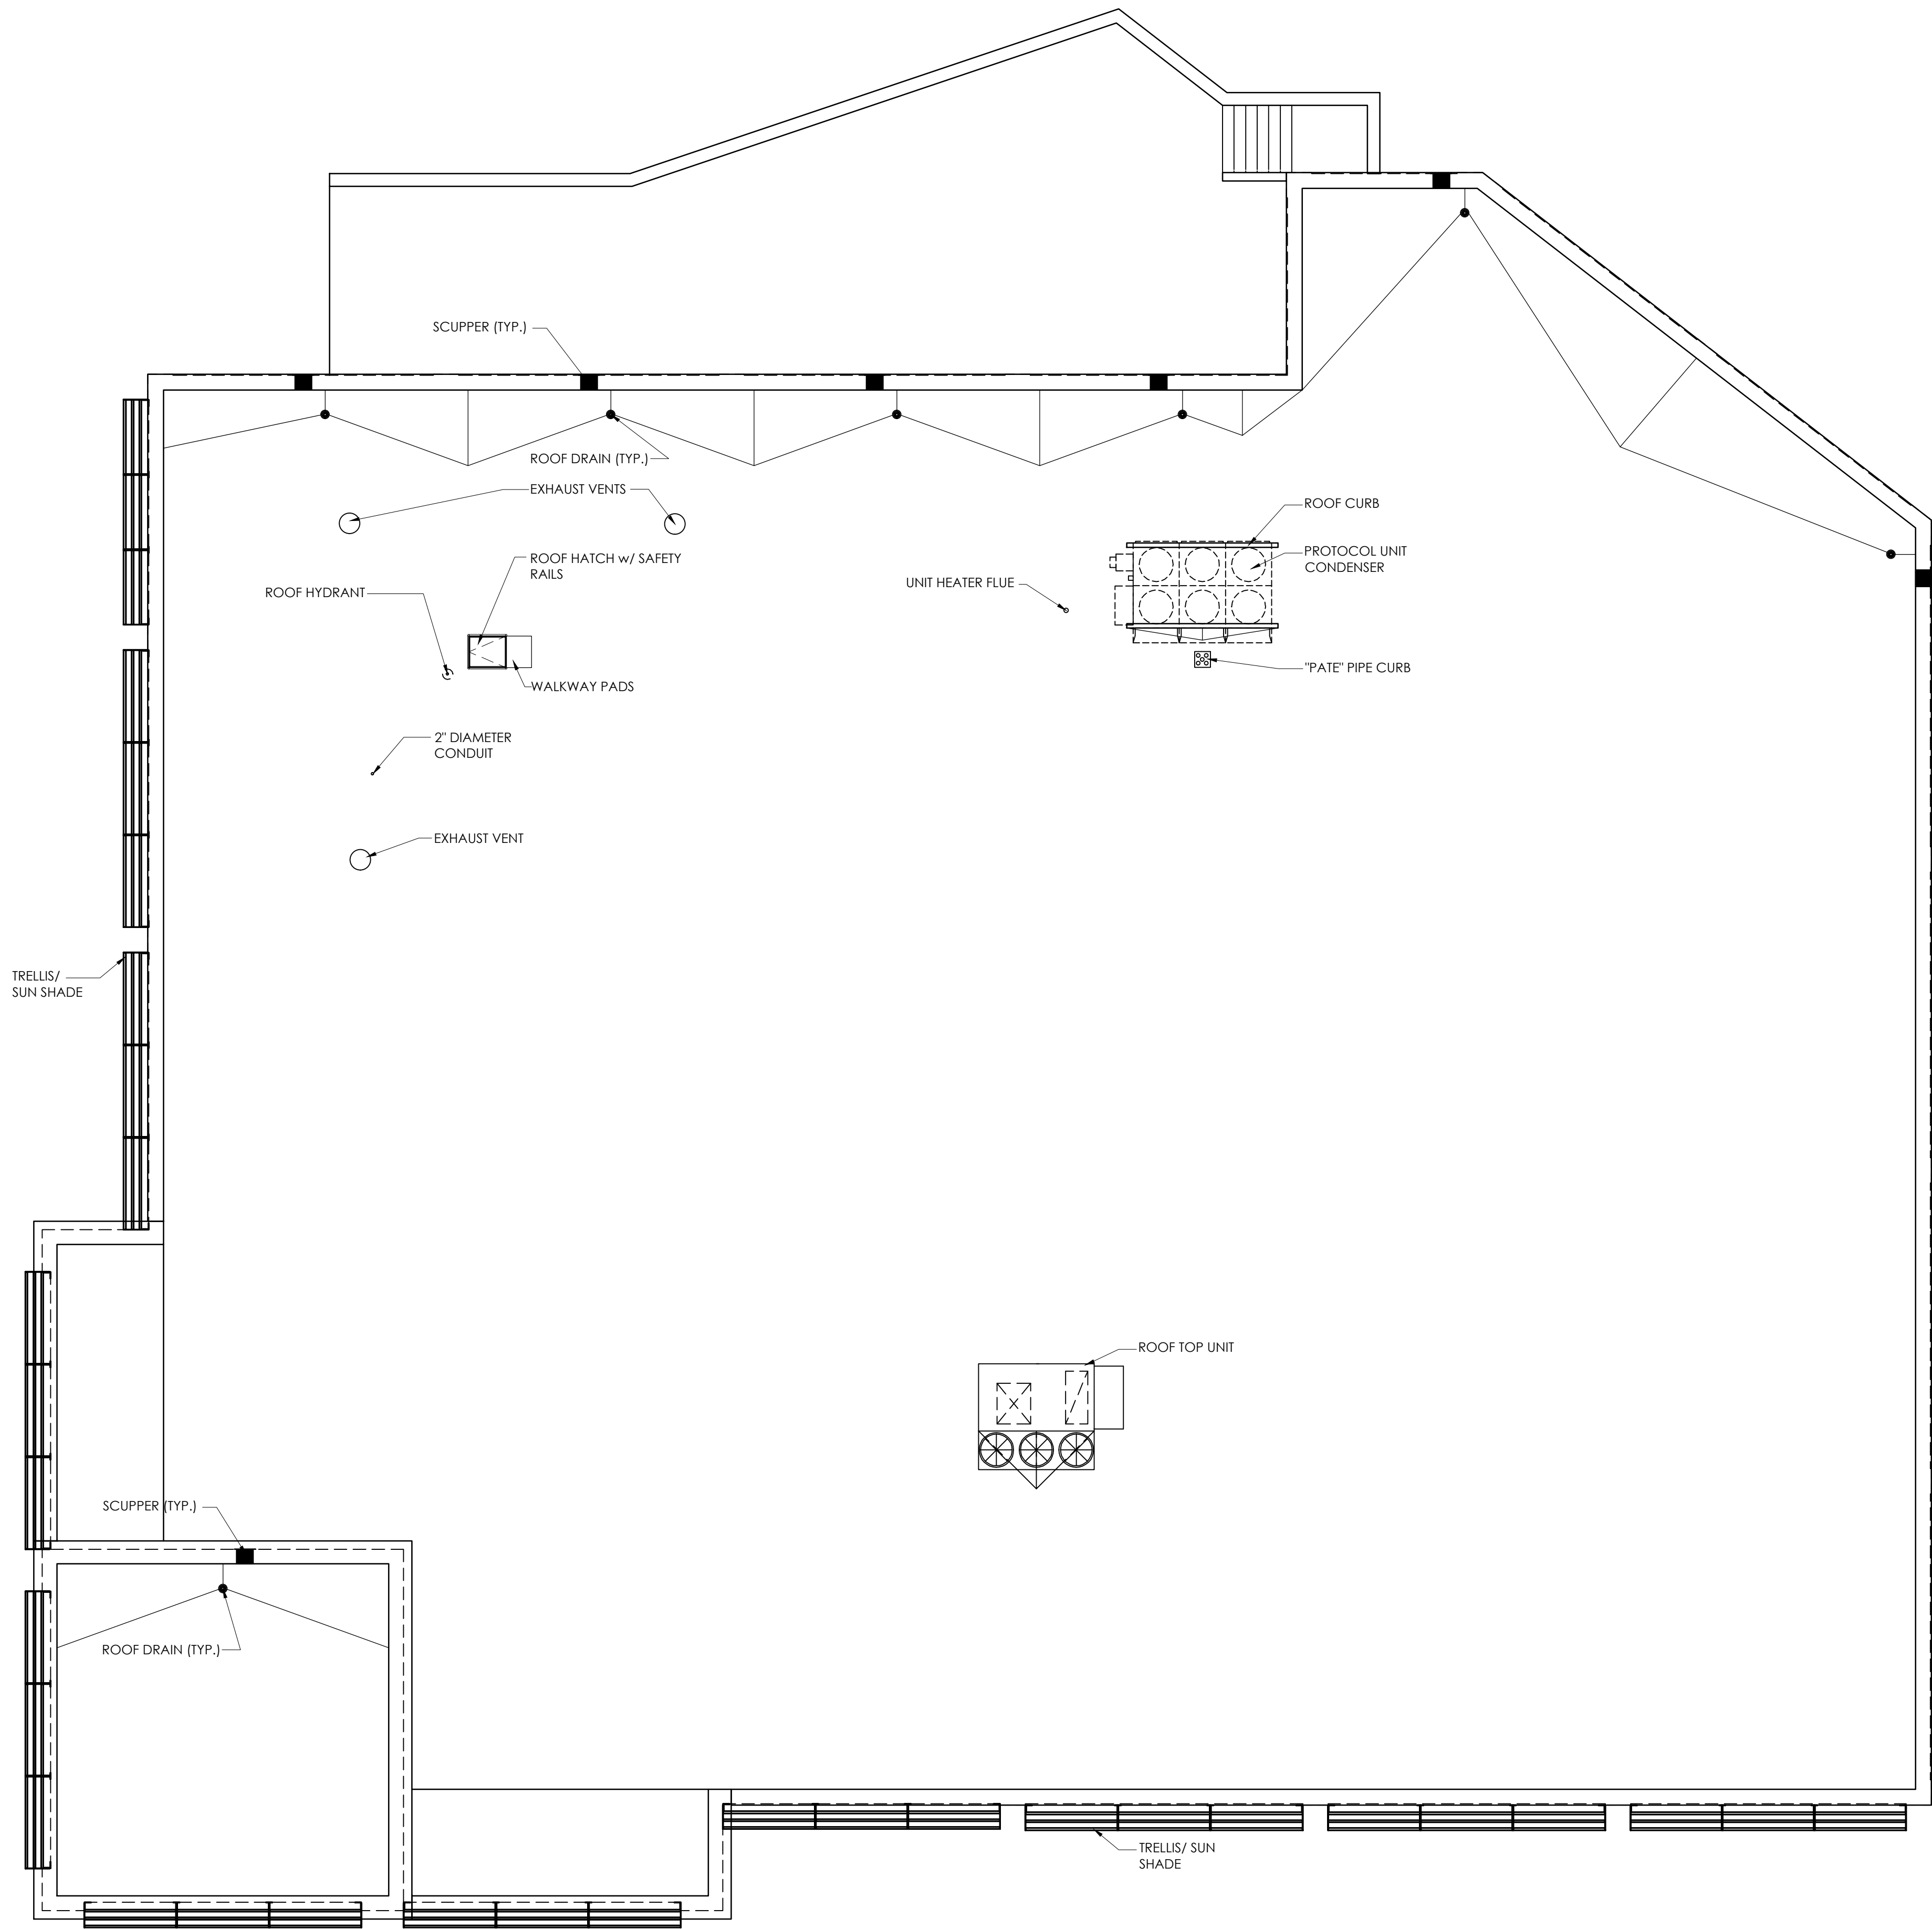 SCUPPER (TYP.)
ROOF DRAIN (TYP.)
EXHAUST VENTS
ROOF CURB
ROOF HATCH w/ SAFETY
RAILS
PROTOCOL UNIT
CONDENSER
UNIT HEATER FLUE
ROOF HYDRANT
"PATE" PIPE CURB
WALKWAY PADS
2" DIAMETER
CONDUIT
EXHAUST VENT
TRELLIS/
SUN SHADE
ROOF TOP UNIT
SCUPPER (TYP.)
ROOF DRAIN (TYP.)
TRELLIS/ SUN
SHADE